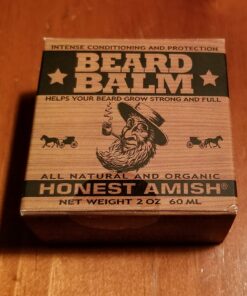 INTENSE CONDITIONING AND PROTECTION
BEARD
BALM
HELPS YOUR BEARD GROW STRONG AND FULL
ALL NATURAL AND ORGANIC
HONEST AMISH®
NET WEIGHT 2 OZ 60 ML